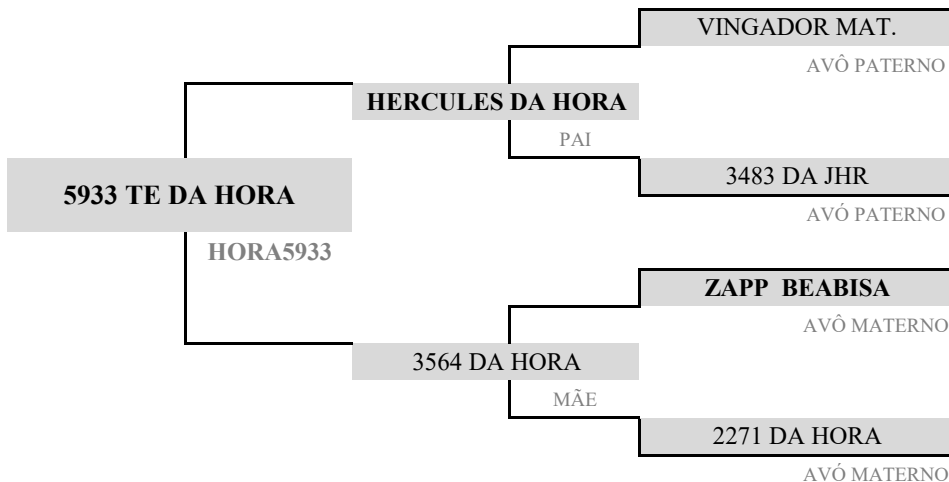 VINGADOR MAT.
AVÔ PATERNO
HERCULES DA HORA
PAI
3483 DA JHR
AVÓ PATERNO
5933 TE DA HORA
HORA5933
ZAPP BEABISA
AVÔ MATERNO
3564 DA HORA
MÃE
2271 DA HORA
AVÓ MATERNO